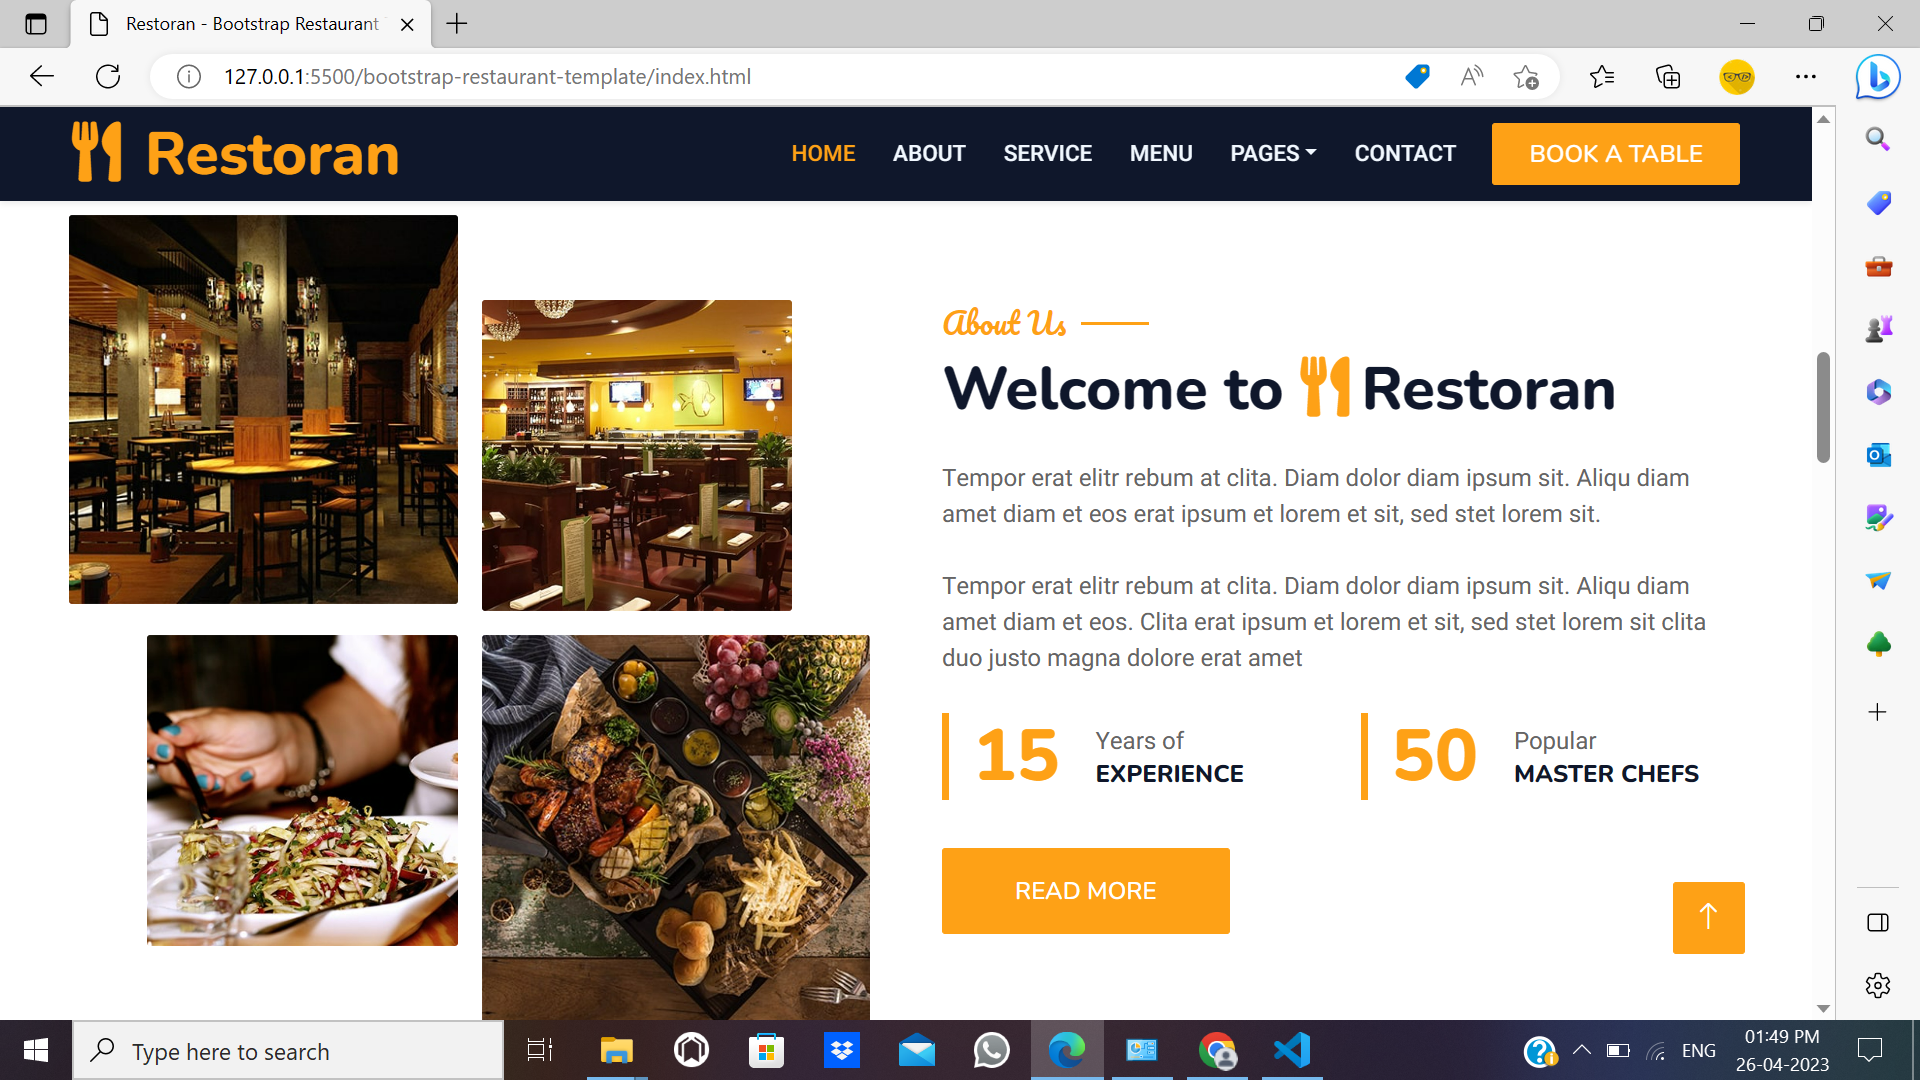 Restoran - Bootstrap Restaurant
127.0.0.1:5500/bootstrap-restaurant-template/index.html
Restoran
HOME ABOUT SERVICE MENU PAGES CONTACT BOOK A TABLE
About Us
Welcome to Restoran
Tempor erat elitr rebum at clita. Diam dolor diam ipsum sit. Aliqu diam
amet diam et eos erat ipsum et lorem et sit, sed stet lorem sit.
Tempor erat elitr rebum at clita. Diam dolor diam ipsum sit. Aliqu diam
amet diam et eos. Clita erat ipsum et lorem et sit, sed stet lorem sit clita
duo justo magna dolore erat amet
15 Years of
EXPERIENCE
50 Popular
MASTER CHEFS
READ MORE
Type here to search
ENG
01:49 PM
26-04-2023